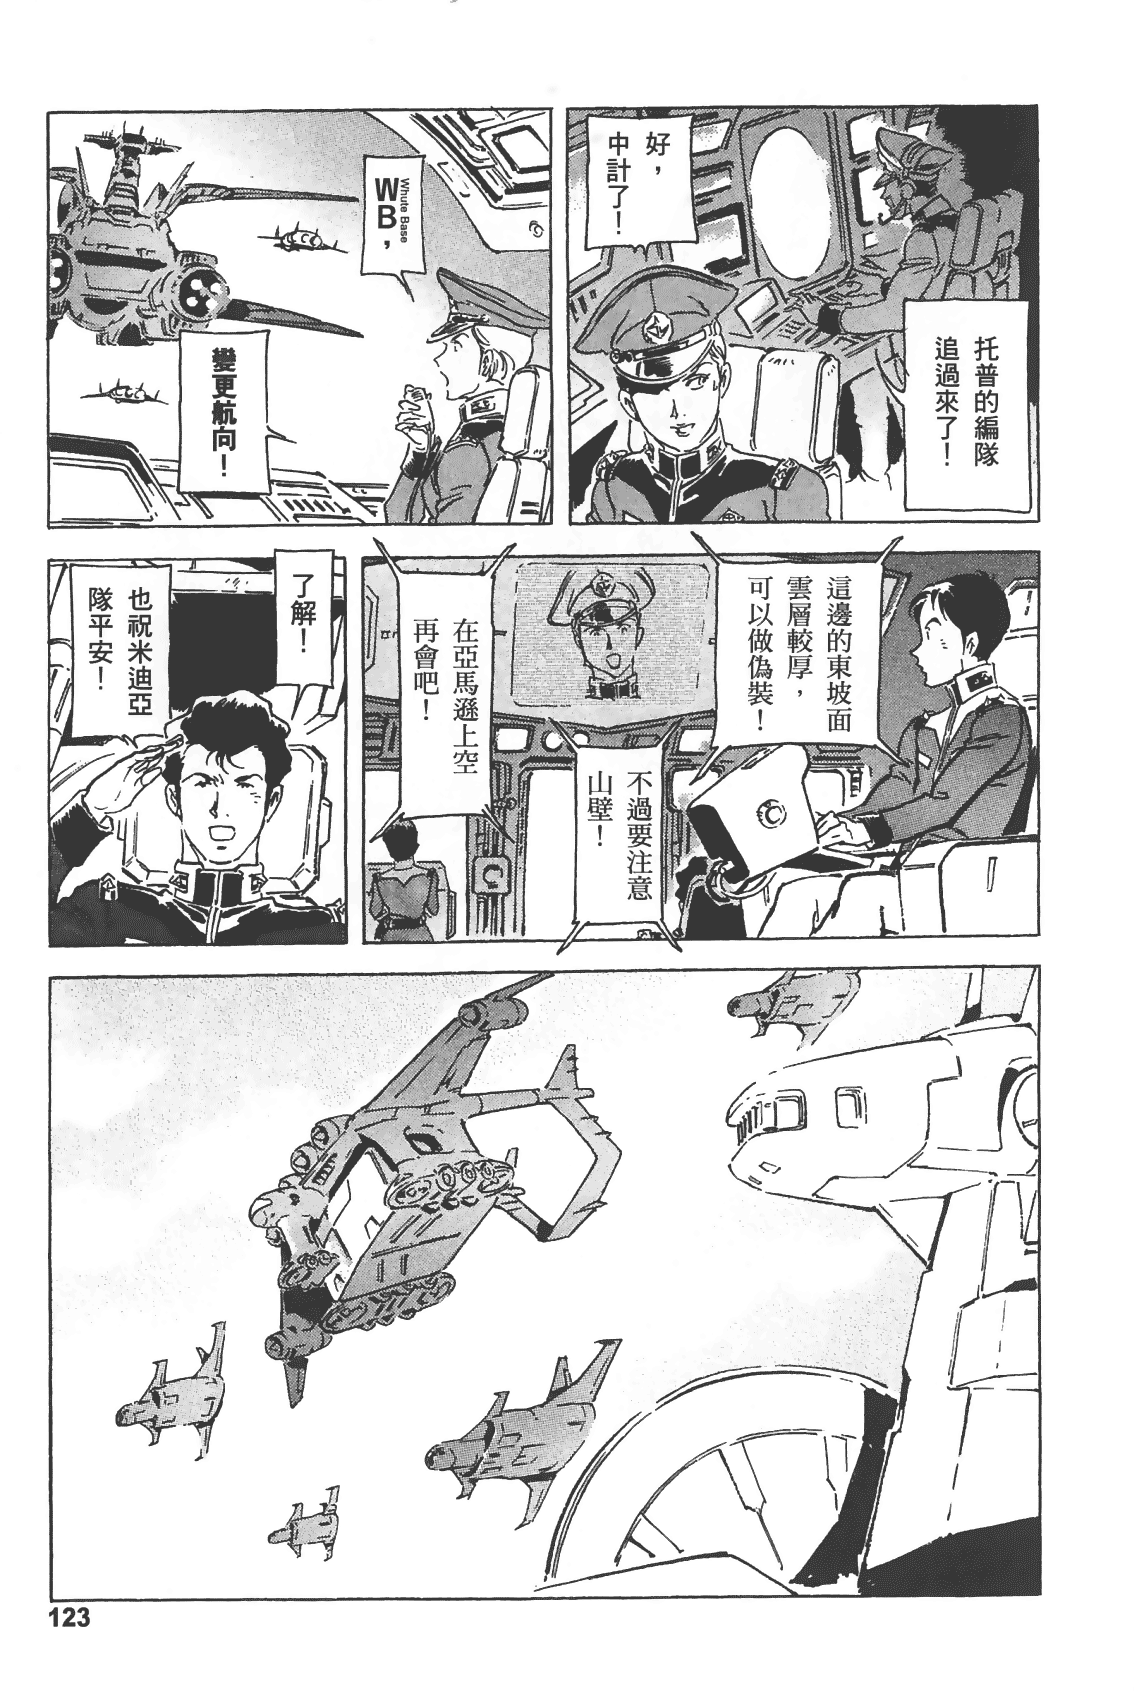 托普的編隊
追過來了！
好，
中計了！
Whute Base
WB，
變更航向！
這邊的東坡面
雲層較厚，
可以做偽裝！
不過要注意
山壁！
在亞馬遜上空
再會吧！
了解！
也祝米迪亞
隊平安！
123